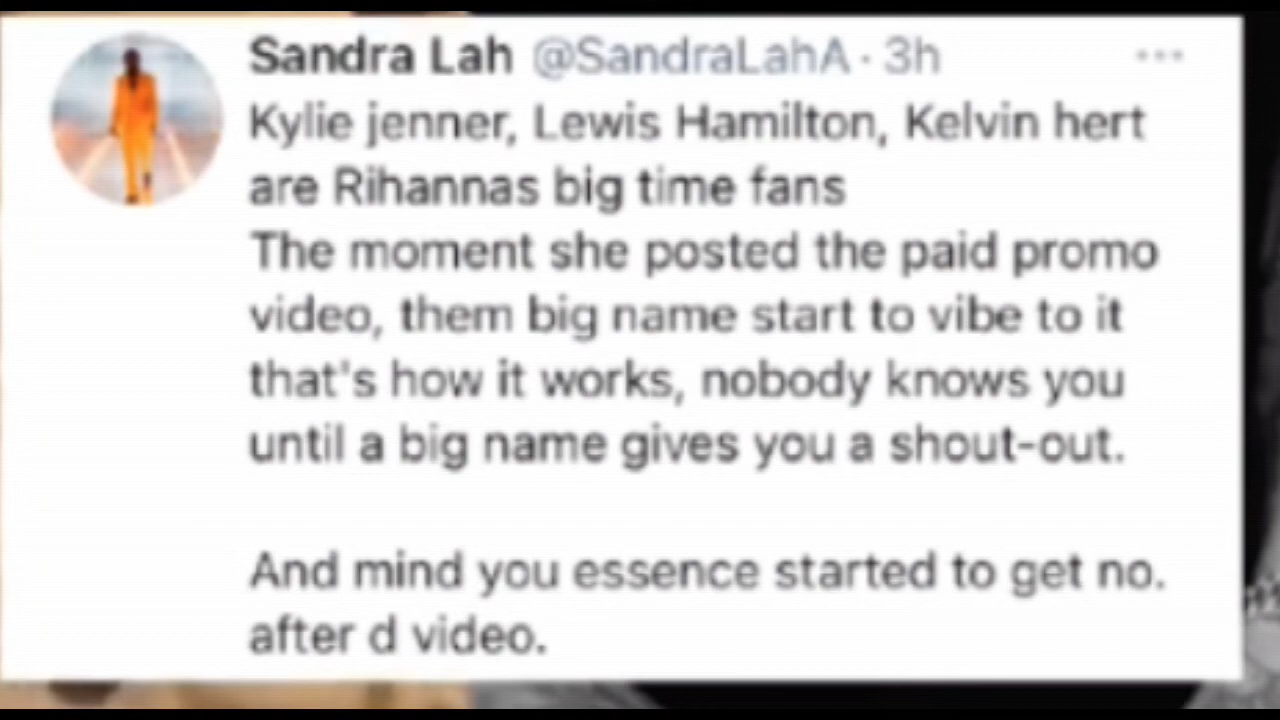 Sandra Lah @SandraLahA · 3h ...
Kylie jenner, Lewis Hamilton, Kelvin hert
are Rihannas big time fans
The moment she posted the paid promo
video, them big name start to vibe to it
that's how it works, nobody knows you
until a big name gives you a shout-out.
And mind you essence started to get no.
after d video.